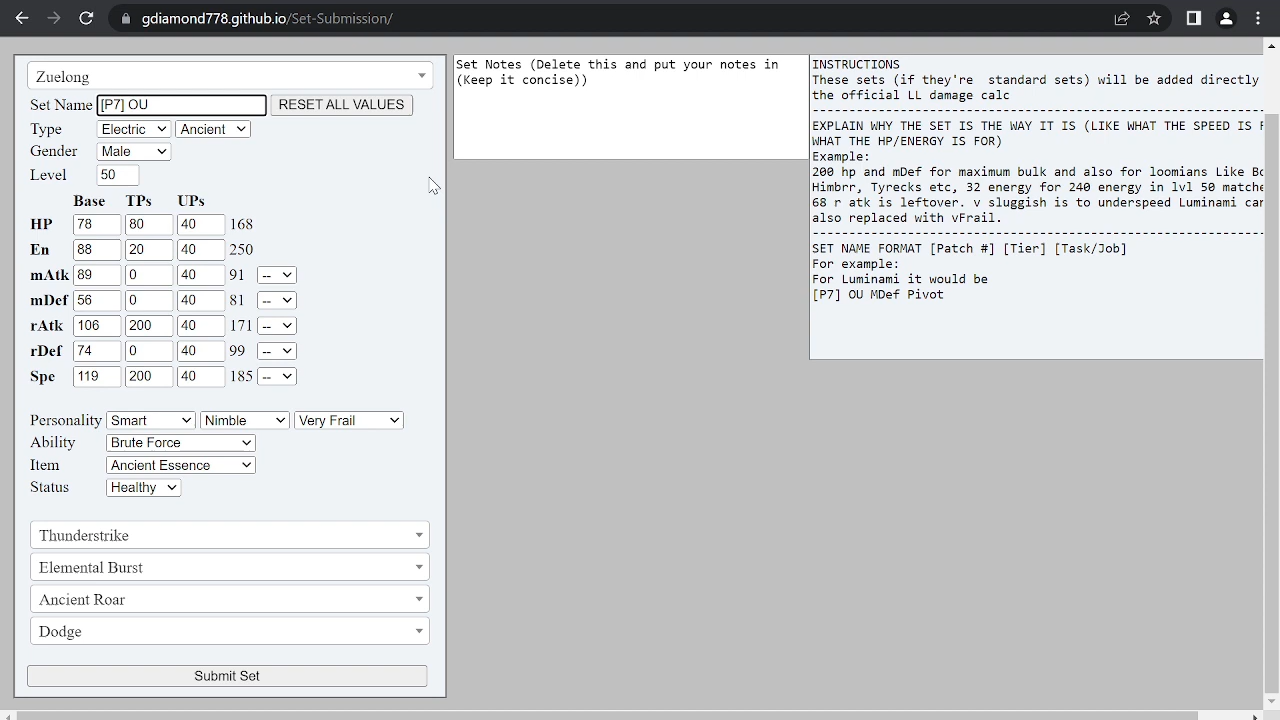 gdiamond778.github.io/Set-Submission/
Zuelong
Set Name [P7] OU RESET ALL VALUES
Type Electric Ancient
Gender Male
Level 50
Base TPs UPs
HP 78 80 40 168
En 88 20 40 250
mAtk 89 0 40 91 --
mDef 56 0 40 81 --
rAtk 106 200 40 171 --
rDef 74 0 40 99 --
Spe 119 200 40 185 --
Personality Smart Nimble Very Frail
Ability Brute Force
Item Ancient Essence
Status Healthy
Thunderstrike
Elemental Burst
Ancient Roar
Dodge
Submit Set
Set Notes (Delete this and put your notes in
(Keep it concise))
INSTRUCTIONS
These sets (if they're standard sets) will be added directly
the official LL damage calc
EXPLAIN WHY THE SET IS THE WAY IT IS (LIKE WHAT THE SPEED IS
WHAT THE HP/ENERGY IS FOR)
Example:
200 hp and mDef for maximum bulk and also for loomians Like
Himbrr, Tyrecks etc, 32 energy for 240 energy in lvl 50
68 r atk is leftover. v sluggish is to underspeed Luminami
also replaced with vFrail.
SET NAME FORMAT [Patch #] [Tier] [Task/Job]
For example:
For Luminami it would be
[P7] OU MDef Pivot